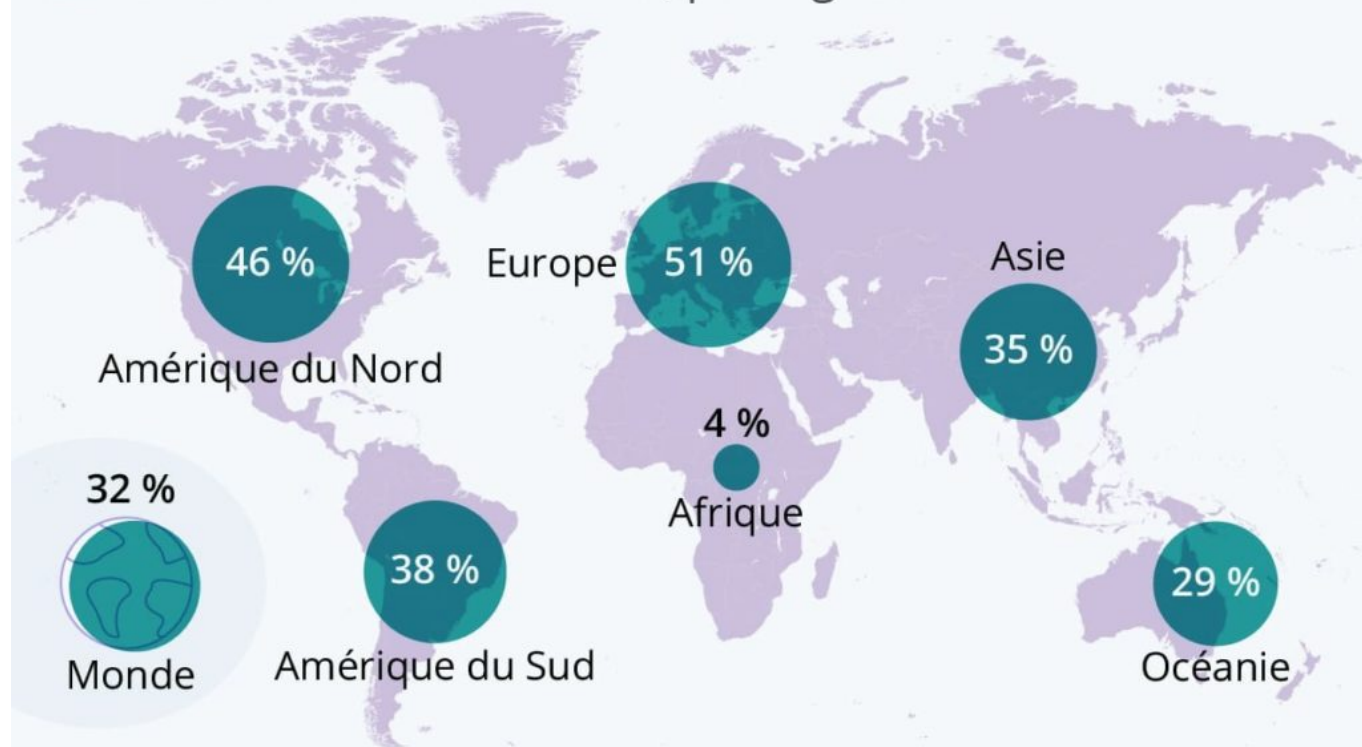 46 %
Amérique du Nord
Europe
51 %
Asie
35 %
4 %
Afrique
32 %
Monde
38 %
Amérique du Sud
29 %
Océanie